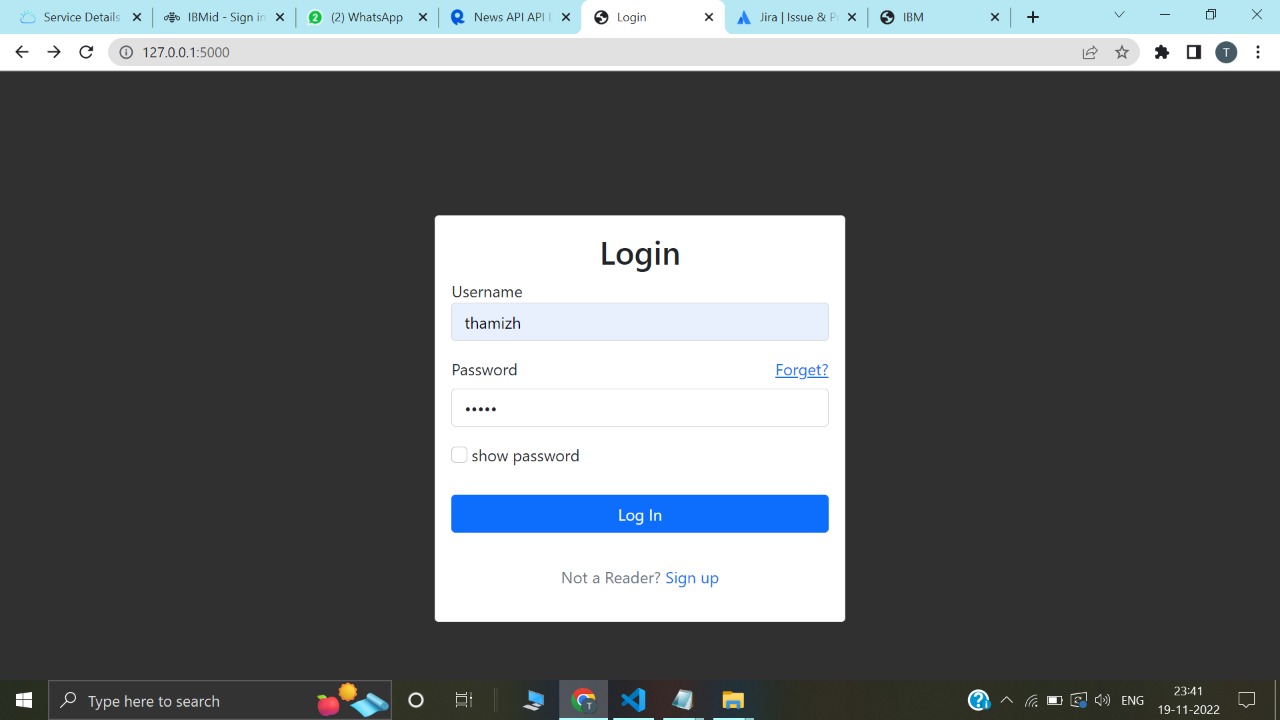 Service Details
IBMid - Sign in
(2) WhatsApp
News API API
Login
Jira | Issue & P
IBM
127.0.0.1:5000
T
Login
Username
thamizh
Password
Forget?
•••••
show password
Log In
Not a Reader? Sign up
Type here to search
ENG
23:41
19-11-2022